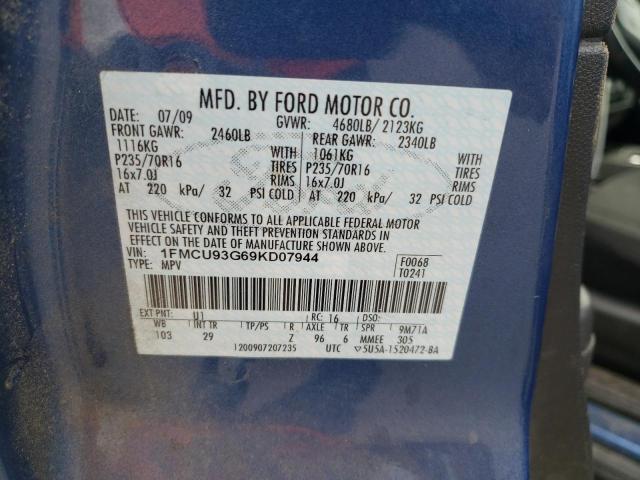 MFD. BY FORD MOTOR CO.
DATE: 07/09 GVWR: 4680LB/ 2123KG
FRONT GAWR: 2460LB REAR GAWR: 2340LB
1116KG WITH 1061KG WITH
P235/70R16 TIRES P235/70R16 TIRES
16x7.0J RIMS 16x7.0J RIMS
AT 220 kPa/ 32 PSI COLD AT 220 kPa/ 32 PSI COLD
THIS VEHICLE CONFORMS TO ALL APPLICABLE FEDERAL MOTOR
VEHICLE SAFETY AND THEFT PREVENTION STANDARDS IN
EFFECT ON THE DATE OF MANUFACTURE SHOWN ABOVE.
VIN: 1FMCU93G69KD07944 F0068
TYPE: MPV T0241
EXT PNT: U1 RC: 16 DSO:
WB INT TR TP/PS R AXLE TR SPR 9M71A
103 29 Z 96 6 MMEE 305
1200907207235 UTC 5U5A-1520472-BA